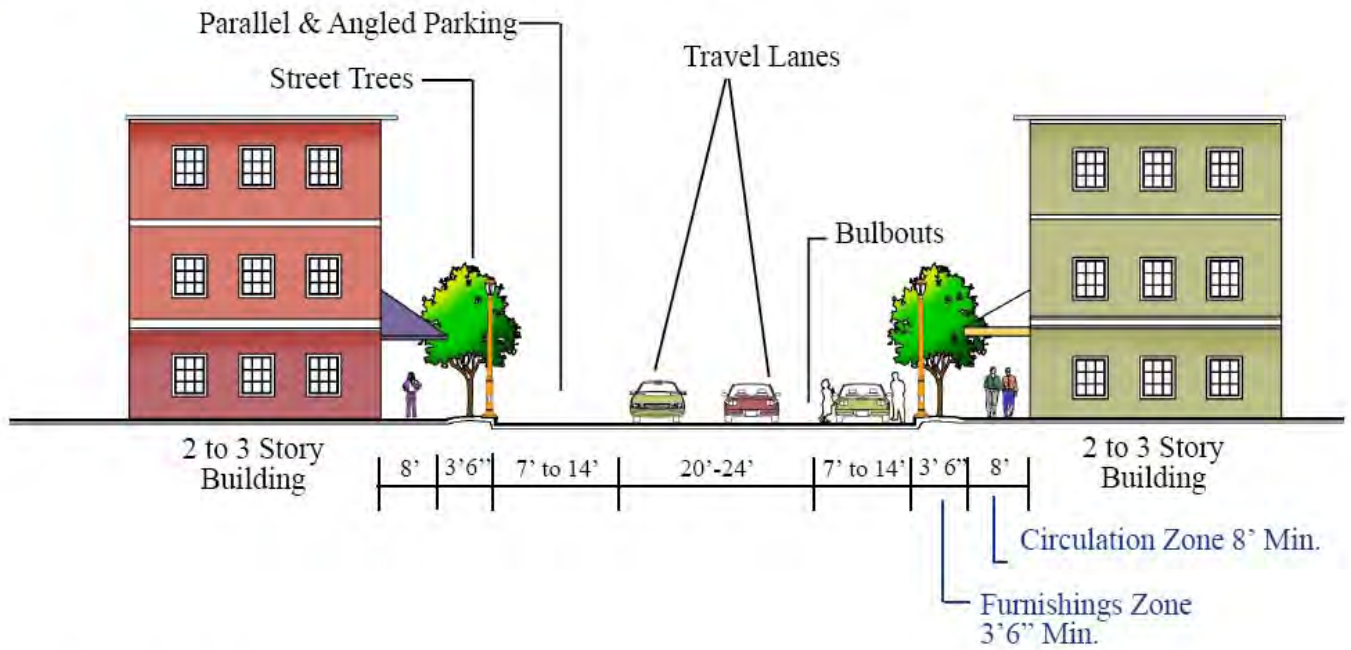 Parallel & Angled Parking
Street Trees
Travel Lanes
Bulbouts
2 to 3 Story
Building
8’
3’6”
7’ to 14’
20’-24’
7’ to 14’
3’ 6”
8’
2 to 3 Story
Building
Circulation Zone 8’ Min.
Furnishings Zone
3’6” Min.